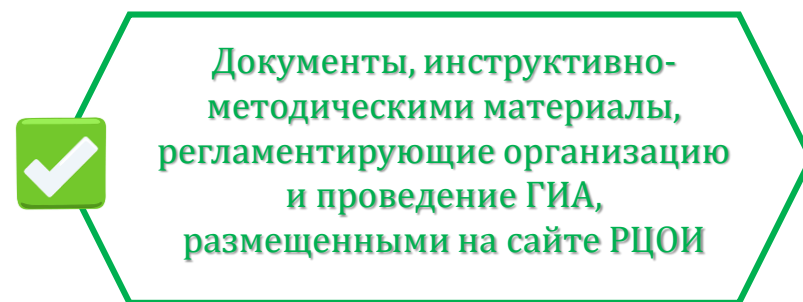 Документы, инструктивно-
методическими материалы,
регламентирующие организацию
и проведение ГИА,
размещенными на сайте РЦОИ